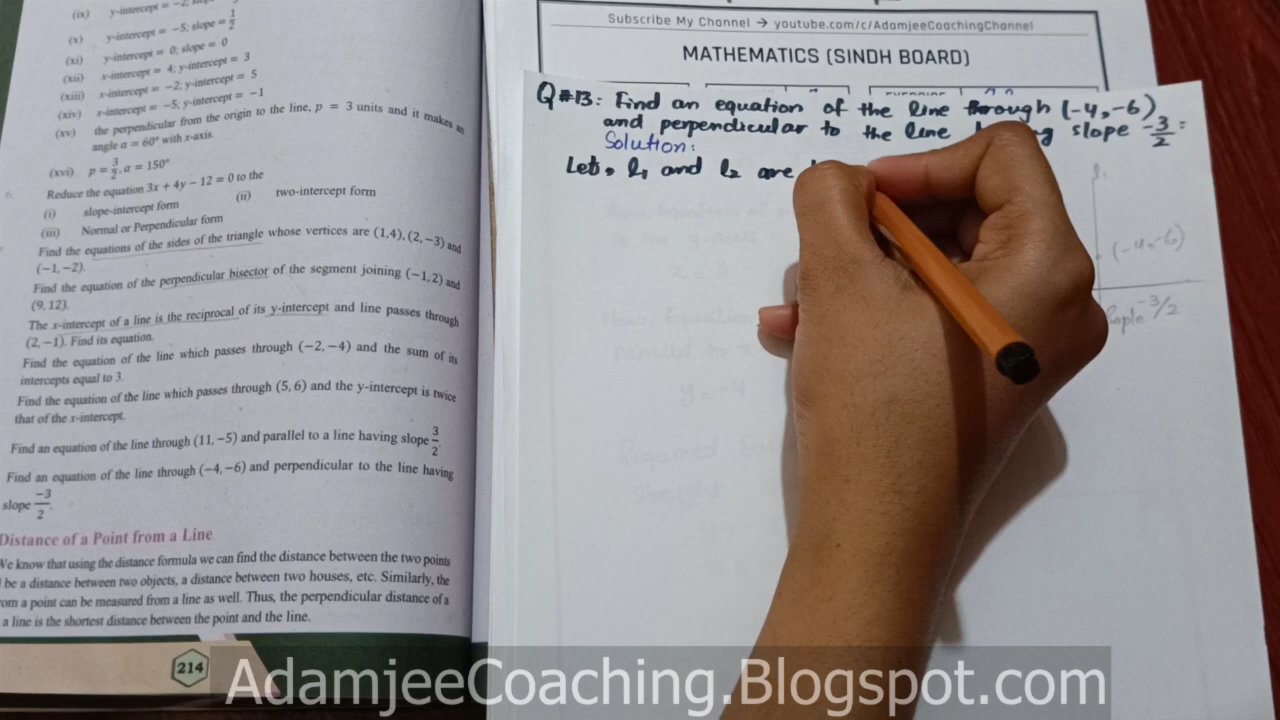 (ix) y-intercept = -2;
(x) y-intercept = -5; slope = 1/2
(xi) y-intercept = 0; slope = 0
(xii) x-intercept = 4; y-intercept = 3
(xiii) x-intercept = -2; y-intercept = 5
(xiv) x-intercept = -5; y-intercept = -1
(xv) the perpendicular from the origin to the line, p = 3 units and it makes an
angle α = 60° with x-axis.
(xvi) p = 3/2, α = 150°
6. Reduce the equation 3x + 4y - 12 = 0 to the
(i) slope-intercept form (ii) two-intercept form
(iii) Normal or Perpendicular form
Find the equations of the sides of the triangle whose vertices are (1,4), (2,-3) and
(-1,-2).
Find the equation of the perpendicular bisector of the segment joining (-1,2) and
(9,12).
The x-intercept of a line is the reciprocal of its y-intercept and line passes through
(2,-1). Find its equation.
Find the equation of the line which passes through (-2,-4) and the sum of its
intercepts equal to 3.
Find the equation of the line which passes through (5,6) and the y-intercept is twice
that of the x-intercept.
Find an equation of the line through (11,-5) and parallel to a line having slope 3/2.
Find an equation of the line through (-4,-6) and perpendicular to the line having
slope -3/2.
Distance of a Point from a Line
We know that using the distance formula we can find the distance between the two points
be a distance between two objects, a distance between two houses, etc. Similarly, the
from a point can be measured from a line as well. Thus, the perpendicular distance of a
a line is the shortest distance between the point and the line.
214
Subscribe My Channel → youtube.com/c/AdamjeeCoachingChannel
MATHEMATICS (SINDH BOARD)
Q#13: Find an equation of the line through (-4,-6)
and perpendicular to the line slope -3/2:
Solution:
Let, l₁ and l₂ are
l₁
(-4,-6)
slope -3/2
AdamjeeCoaching.Blogspot.com